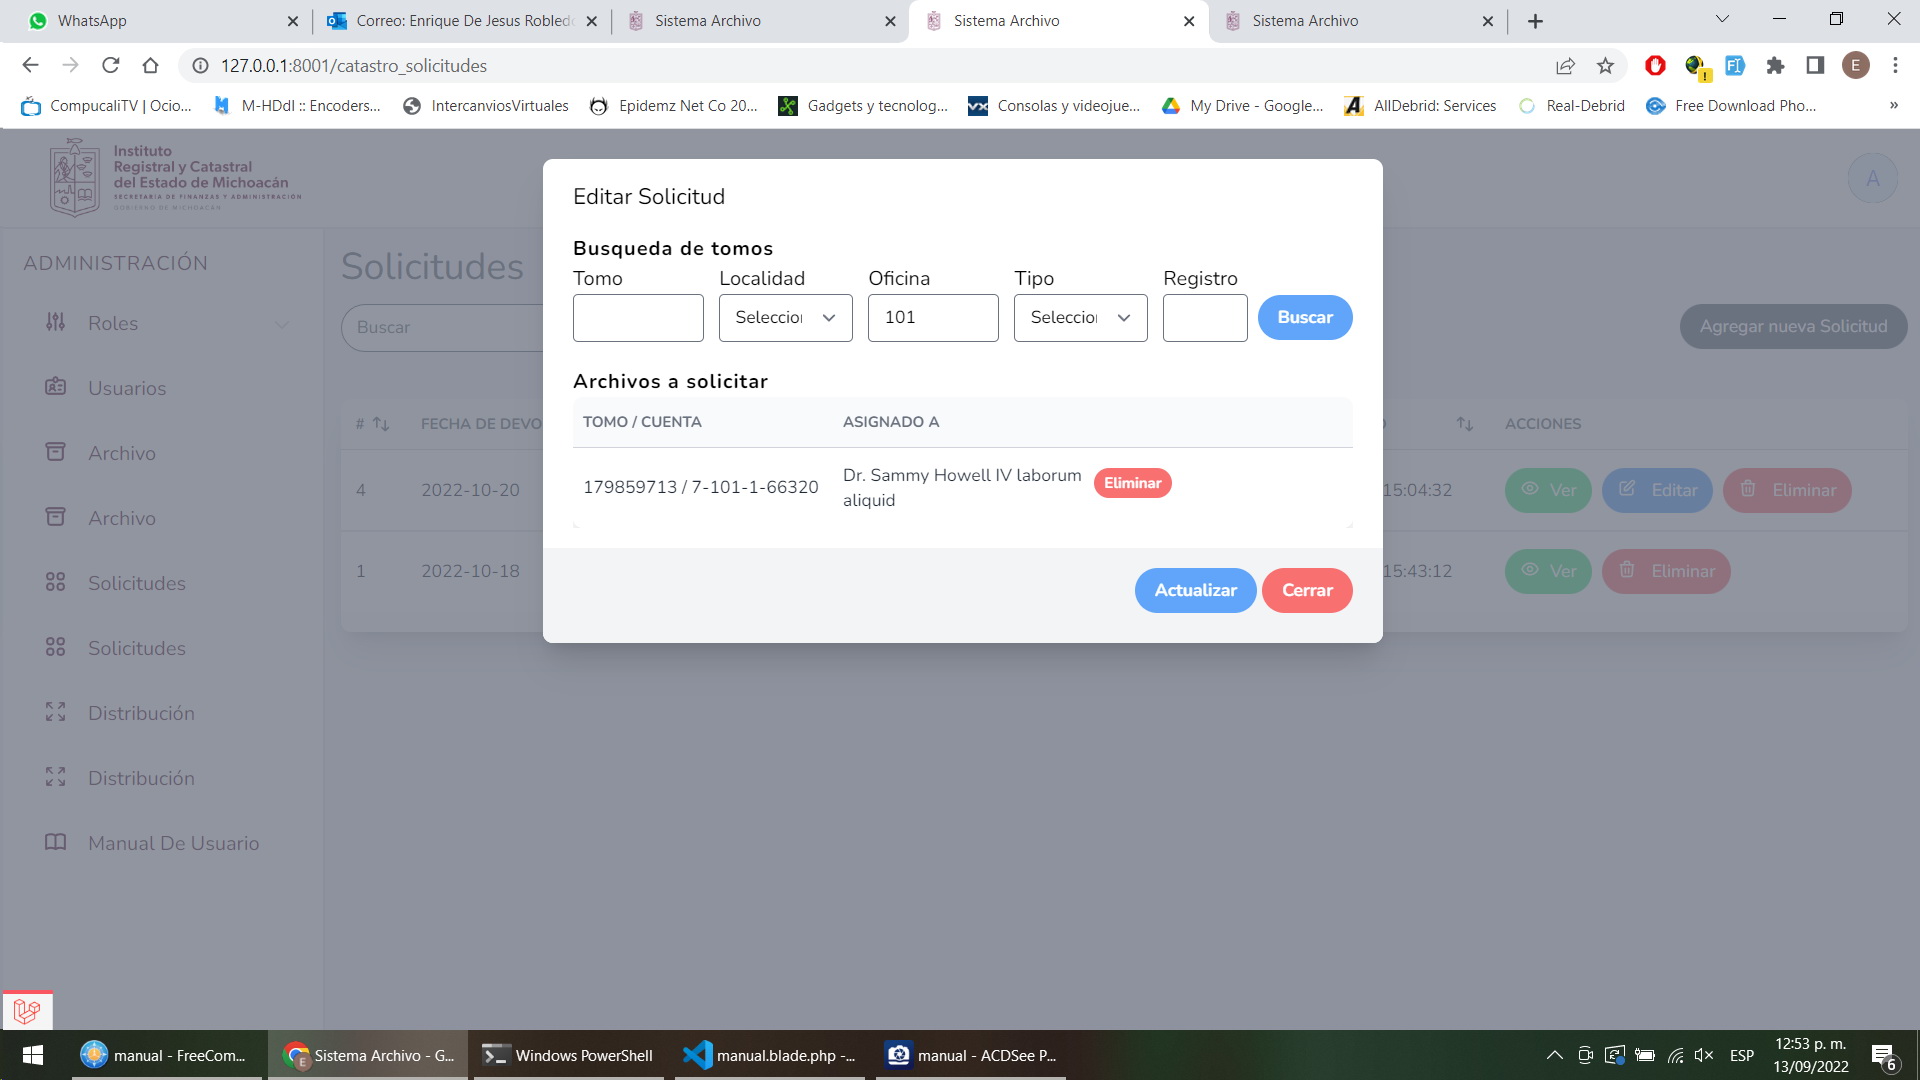 WhatsApp
Correo: Enrique De Jesus Robled
Sistema Archivo
Sistema Archivo
Sistema Archivo
127.0.0.1:8001/catastro_solicitudes
CompucaliTV | Ocio...
M-HDdl :: Encoders...
IntercanviosVirtuales
Epidemz Net Co 20...
Gadgets y tecnolog...
Consolas y videojue...
My Drive - Google...
AllDebrid: Services
Real-Debrid
Free Download Pho...
»
Instituto
Registral y Catastral
del Estado de Michoacán
SECRETARÍA DE FINANZAS Y ADMINISTRACIÓN
GOBIERNO DE MICHOACÁN
A
ADMINISTRACIÓN
Roles
Usuarios
Archivo
Archivo
Solicitudes
Solicitudes
Distribución
Distribución
Manual De Usuario
Solicitudes
Buscar
Agregar nueva Solicitud
# FECHA DE DEVO ACCIONES
4 2022-10-20 15:04:32 Ver Editar Eliminar
1 2022-10-18 15:43:12 Ver Eliminar
Editar Solicitud
Busqueda de tomos
Tomo Localidad Oficina Tipo Registro
Seleccio 101 Seleccio Buscar
Archivos a solicitar
TOMO / CUENTA ASIGNADO A
179859713 / 7-101-1-66320 Dr. Sammy Howell IV laborum
aliquid
Eliminar
Actualizar Cerrar
manual - FreeCom...
E
Sistema Archivo - G...
Windows PowerShell
manual.blade.php -...
manual - ACDSee P...
ESP
12:53 p. m.
13/09/2022
6